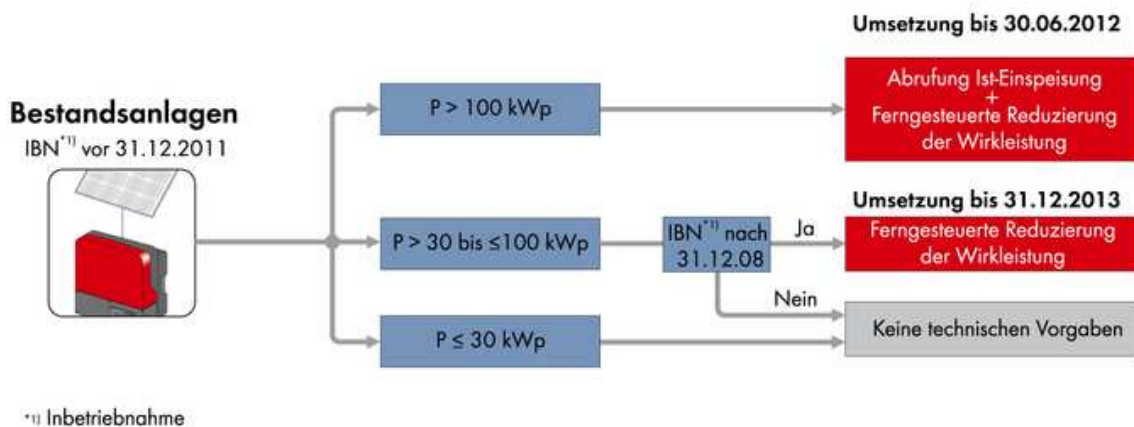 Umsetzung bis 30.06.2012
Abrufung Ist-Einspeisung
+
Ferngesteuerte Reduzierung
der Wirkleistung
P > 100 kWp
Bestandsanlagen
IBN*1) vor 31.12.2011
Umsetzung bis 31.12.2013
P > 30 bis ≤100 kWp
IBN*1) nach
31.12.08
Ja
Ferngesteuerte Reduzierung
der Wirkleistung
Nein
Keine technischen Vorgaben
P ≤ 30 kWp
*1) Inbetriebnahme